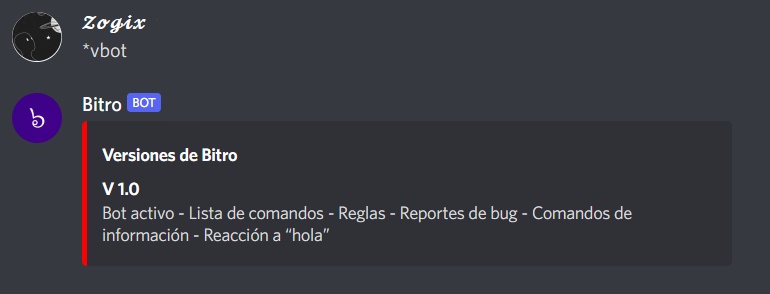 Zogix
*vbot
Bitro BOT
Versiones de Bitro
V 1.0
Bot activo - Lista de comandos - Reglas - Reportes de bug - Comandos de
información - Reacción a “hola”